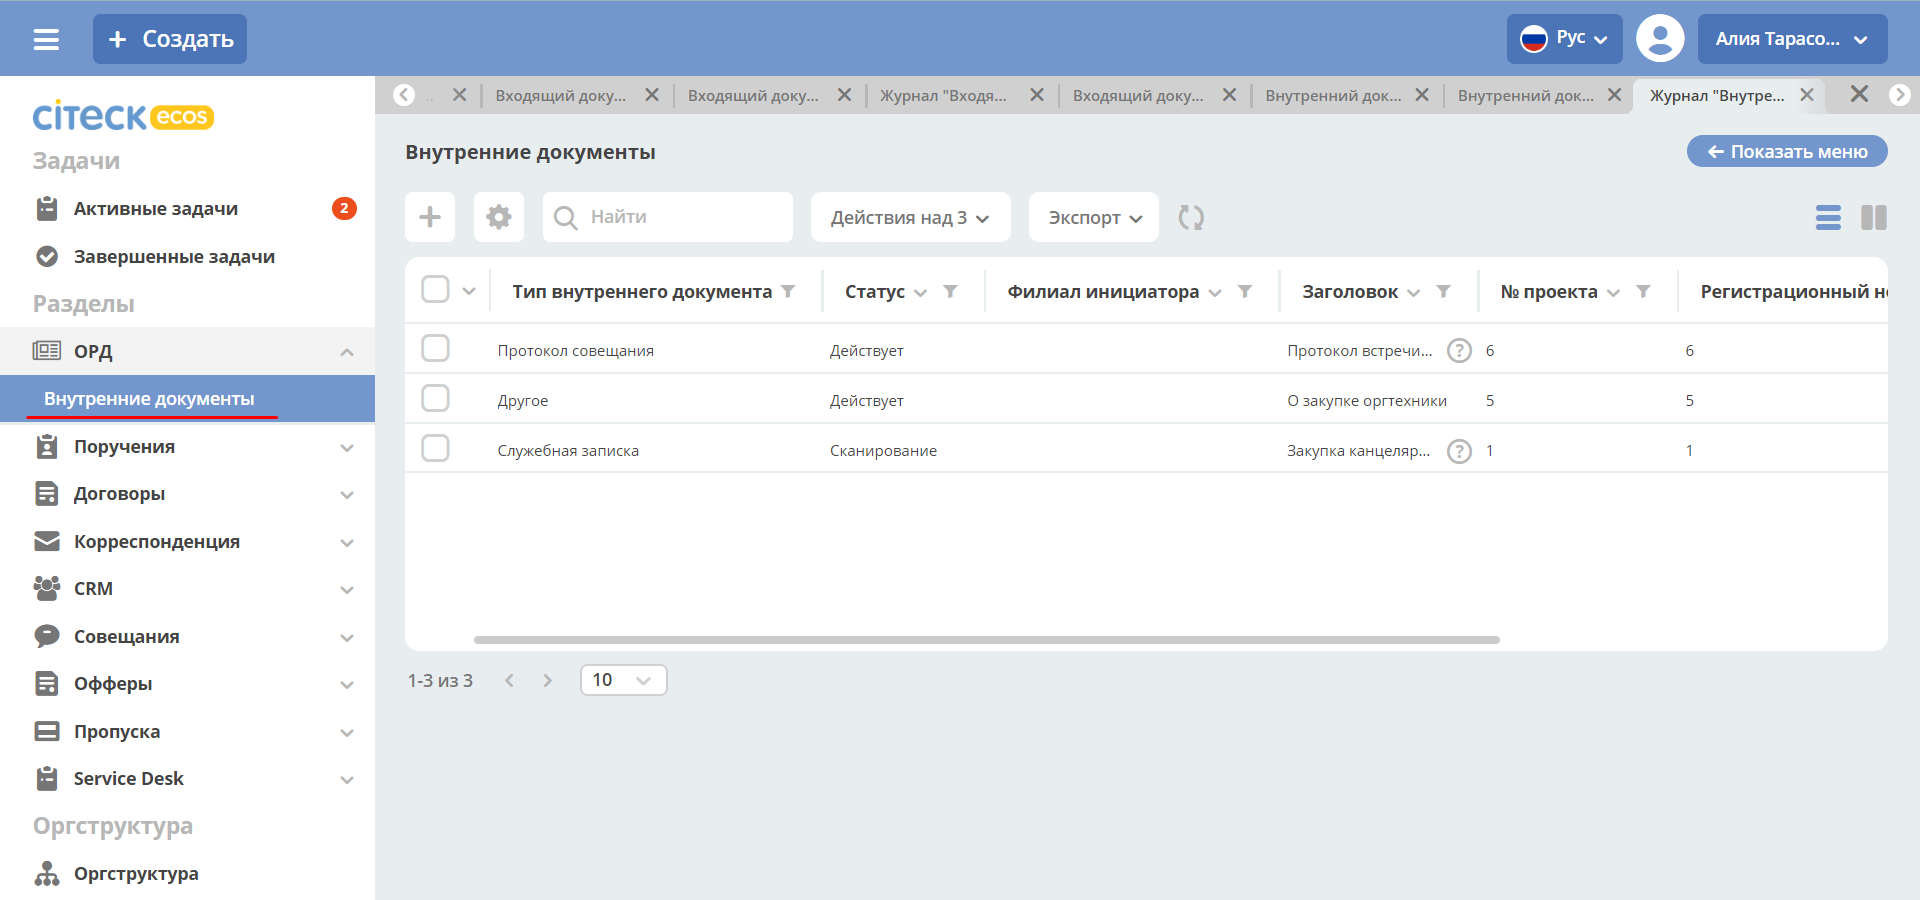 Создать
Рус
Алия Тарасо...
citeck ecos
..
Входящий доку...
Входящий доку...
Журнал "Входя...
Входящий доку...
Внутренний док...
Внутренний док...
Журнал "Внутре...
Задачи
Активные задачи
2
Завершенные задачи
Разделы
ОРД
Внутренние документы
Поручения
Договоры
Корреспонденция
CRM
Совещания
Офферы
Пропуска
Service Desk
Оргструктура
Оргструктура
Внутренние документы
Показать меню
Найти
Действия над 3
Экспорт
Тип внутреннего документа Статус Филиал инициатора Заголовок № проекта Регистрационный н
Протокол совещания Действует Протокол встречи... ? 6 6
Другое Действует О закупке оргтехники 5 5
Служебная записка Сканирование Закупка канцеляр... ? 1 1
1-3 из 3
10